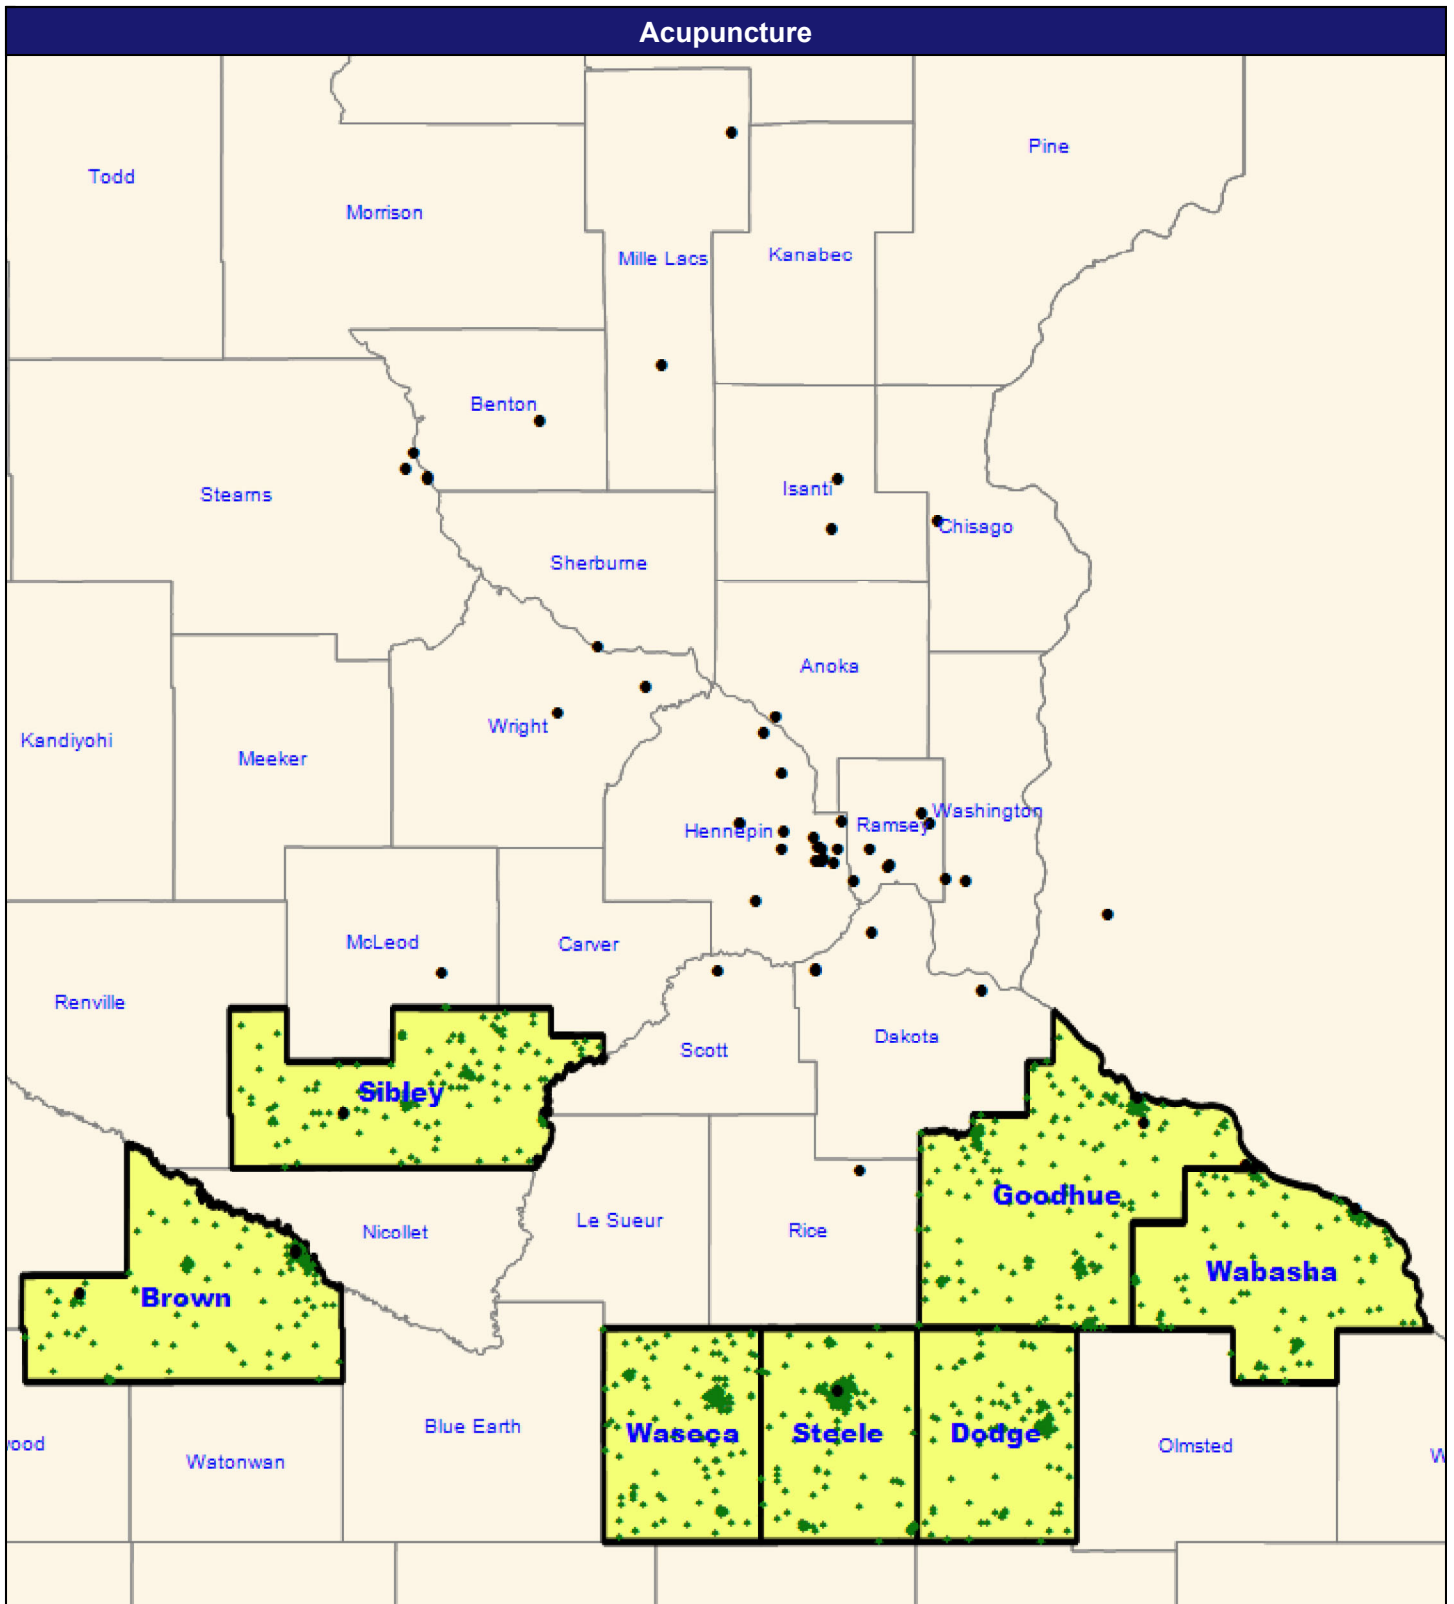 Acupuncture
Pine
Todd
Morrison
Kanabec
Mille Lacs
Benton
Isanti
Stearns
Chisago
Sherburne
Anoka
Wright
Kandiyohi
Meeker
Washington
Ramsey
Hennepin
McLeod
Carver
Renville
Dakota
Scott
Sibley
Goodhue
Le Sueur
Rice
Nicollet
Wabasha
Brown
Blue Earth
Waseca
Steele
Dodge
ood
Olmsted
W
Watonwan